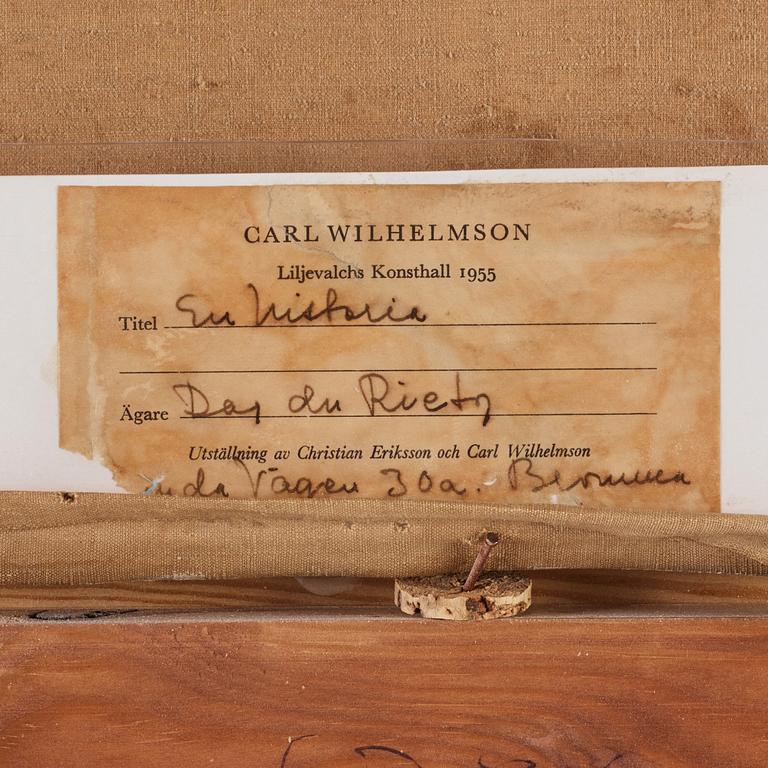 CARL WILHELMSON
Liljevalchs Konsthall 1955
Titel En historia
Ägare Dag du Rietz
Utställning av Christian Eriksson och Carl Wilhelmson
Vägen 30a. Bromma